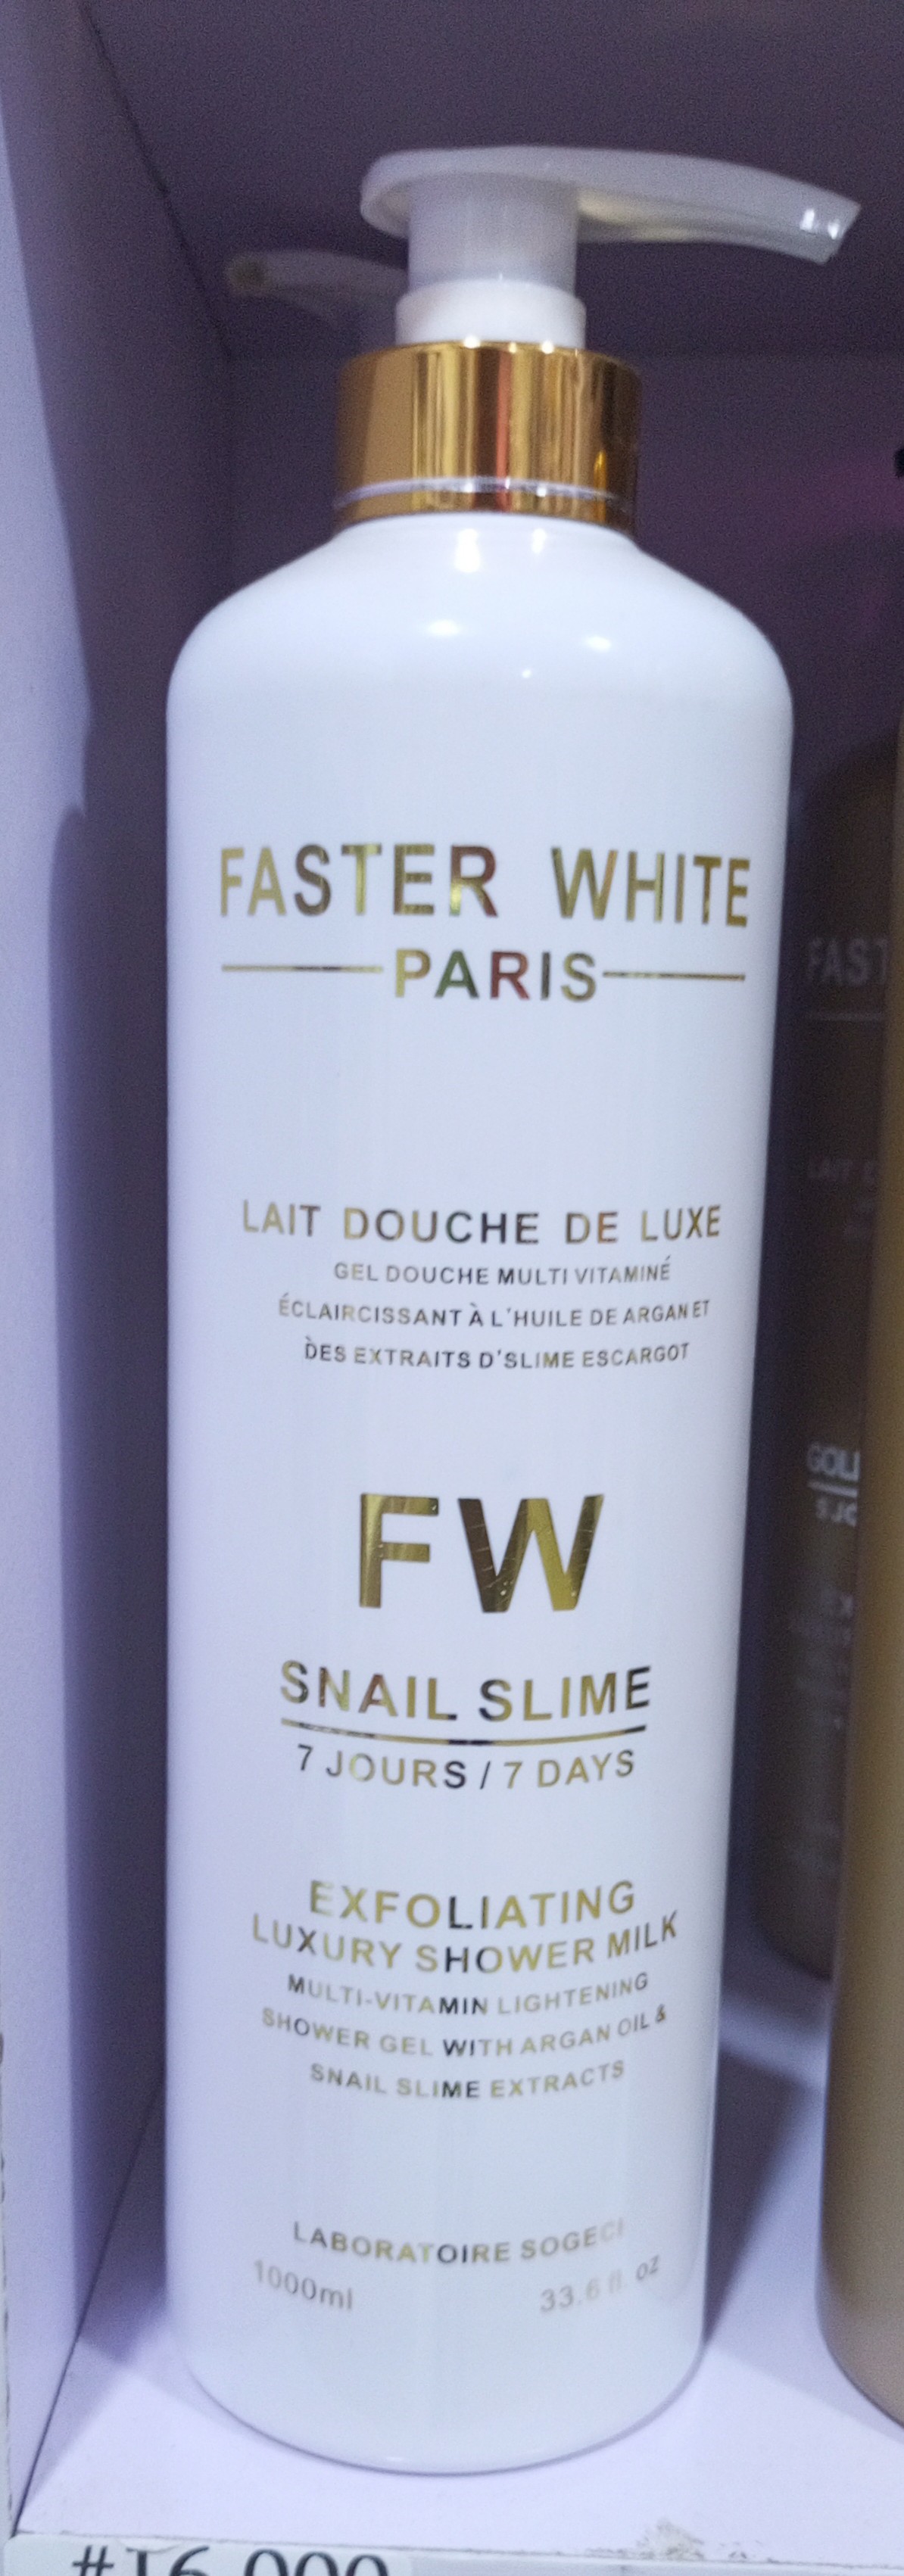 FASTER WHITE
PARIS
LAIT DOUCHE DE LUXE
GEL DOUCHE MULTI VITAMINÉ
ÉCLAIRCISSANT À L'HUILE DE ARGAN ET
DES EXTRAITS D'SLIME ESCARGOT
FW
SNAIL SLIME
7 JOURS / 7 DAYS
EXFOLIATING
LUXURY SHOWER MILK
MULTI-VITAMIN LIGHTENING
SHOWER GEL WITH ARGAN OIL &
SNAIL SLIME EXTRACTS
LABORATOIRE SOGECI
1000ml 33.6 fl oz
#16,000